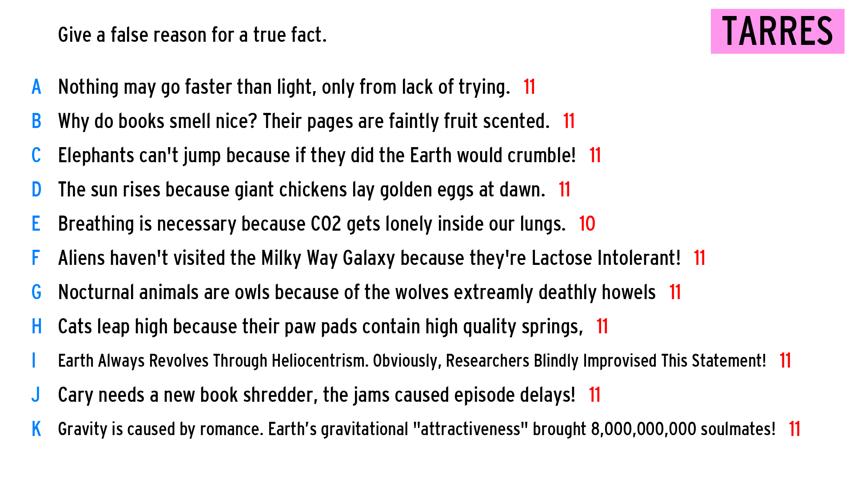 Give a false reason for a true fact.
TARRES
A Nothing may go faster than light, only from lack of trying. 11
B Why do books smell nice? Their pages are faintly fruit scented. 11
C Elephants can't jump because if they did the Earth would crumble! 11
D The sun rises because giant chickens lay golden eggs at dawn. 11
E Breathing is necessary because CO2 gets lonely inside our lungs. 10
F Aliens haven't visited the Milky Way Galaxy because they're Lactose Intolerant! 11
G Nocturnal animals are owls because of the wolves extreamly deathly howels 11
H Cats leap high because their paw pads contain high quality springs, 11
I Earth Always Revolves Through Heliocentrism. Obviously, Researchers Blindly Improvised This Statement! 11
J Cary needs a new book shredder, the jams caused episode delays! 11
K Gravity is caused by romance. Earth’s gravitational "attractiveness" brought 8,000,000,000 soulmates! 11